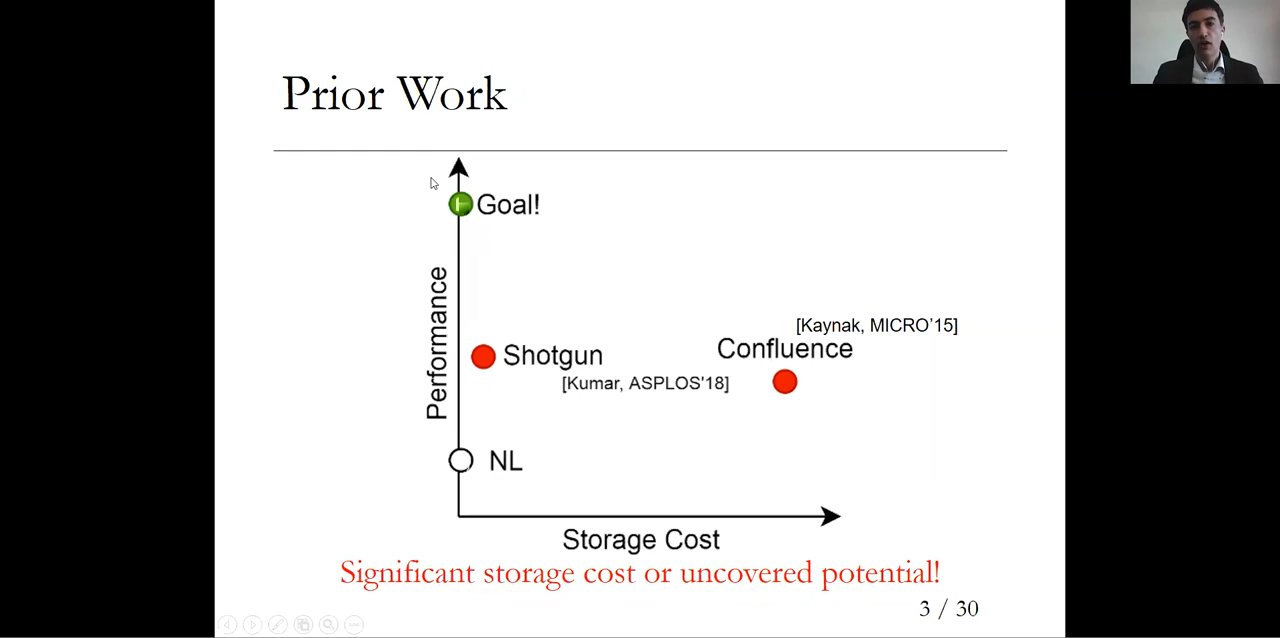 Prior Work
Goal!
Performance
[Kaynak, MICRO'15]
Confluence
Shotgun
[Kumar, ASPLOS'18]
NL
Storage Cost
Significant storage cost or uncovered potential!
3 / 30